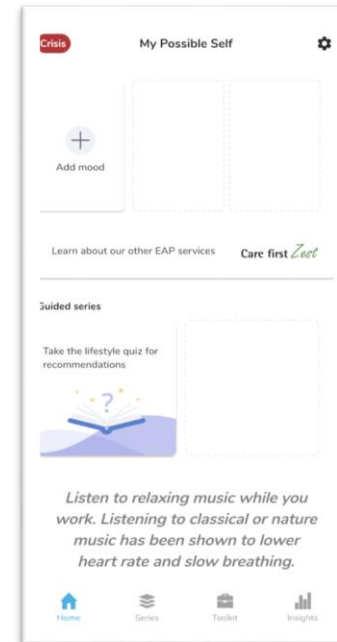 Crisis
My Possible Self
Add mood
Learn about our other EAP services
Care first Zest
Guided series
Take the lifestyle quiz for
recommendations
Listen to relaxing music while you
work. Listening to classical or nature
music has been shown to lower
heart rate and slow breathing.
Home
Series
Toolkit
Insights